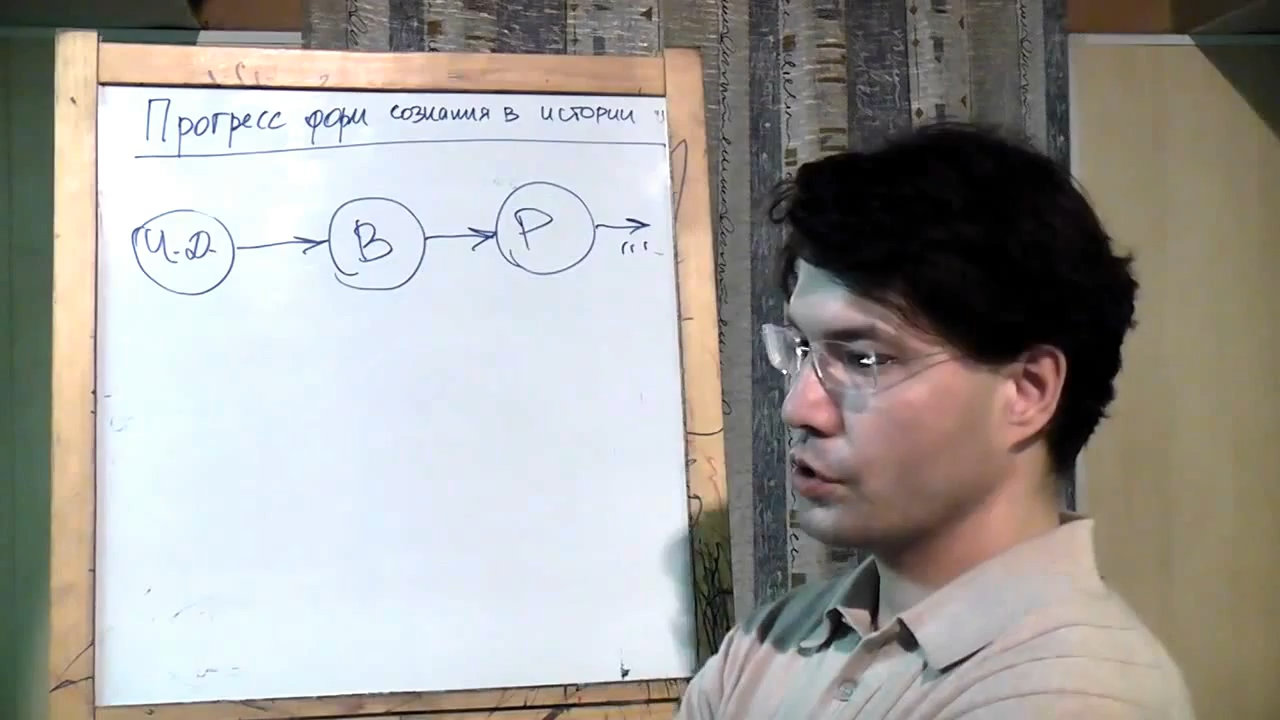 Прогресс форм сознания в истории
Ч.-Д. В Р ...